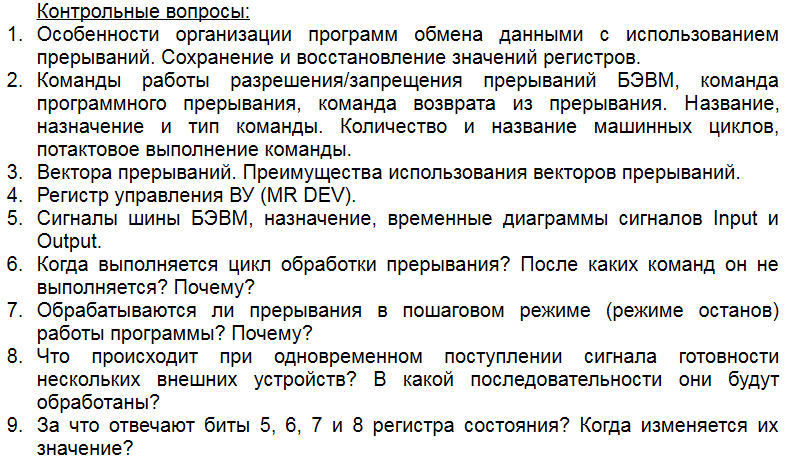 Контрольные вопросы:
1. Особенности организации программ обмена данными с использованием
прерываний. Сохранение и восстановление значений регистров.
2. Команды работы разрешения/запрещения прерываний БЭВМ, команда
программного прерывания, команда возврата из прерывания. Название,
назначение и тип команды. Количество и название машинных циклов,
потактовое выполнение команды.
3. Вектора прерываний. Преимущества использования векторов прерываний.
4. Регистр управления ВУ (MR DEV).
5. Сигналы шины БЭВМ, назначение, временные диаграммы сигналов Input и
Output.
6. Когда выполняется цикл обработки прерывания? После каких команд он не
выполняется? Почему?
7. Обрабатываются ли прерывания в пошаговом режиме (режиме останов)
работы программы? Почему?
8. Что происходит при одновременном поступлении сигнала готовности
нескольких внешних устройств? В какой последовательности они будут
обработаны?
9. За что отвечают биты 5, 6, 7 и 8 регистра состояния? Когда изменяется их
значение?